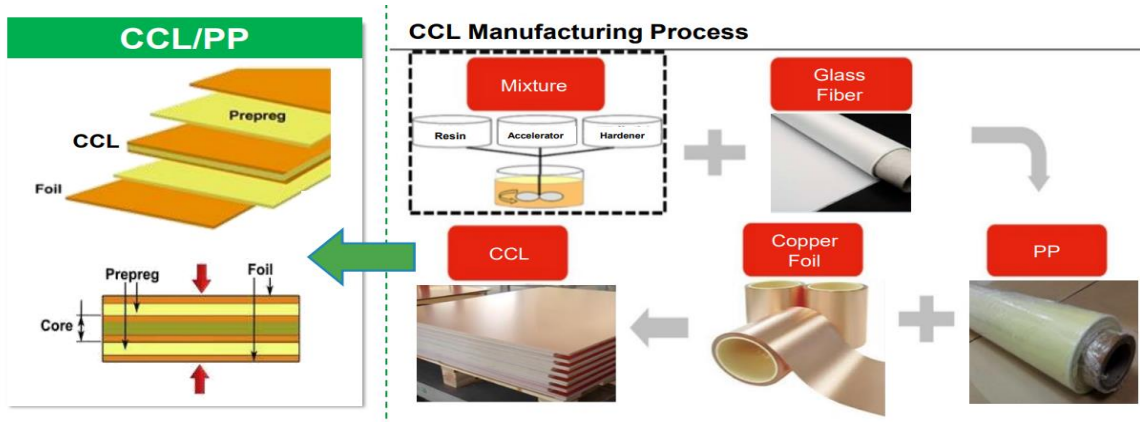 CCL/PP
Prepreg
CCL
Foil
Prepreg
Foil
Core
CCL Manufacturing Process
Mixture
Resin
Accelerator
Hardener
Glass
Fiber
CCL
Copper
Foil
PP